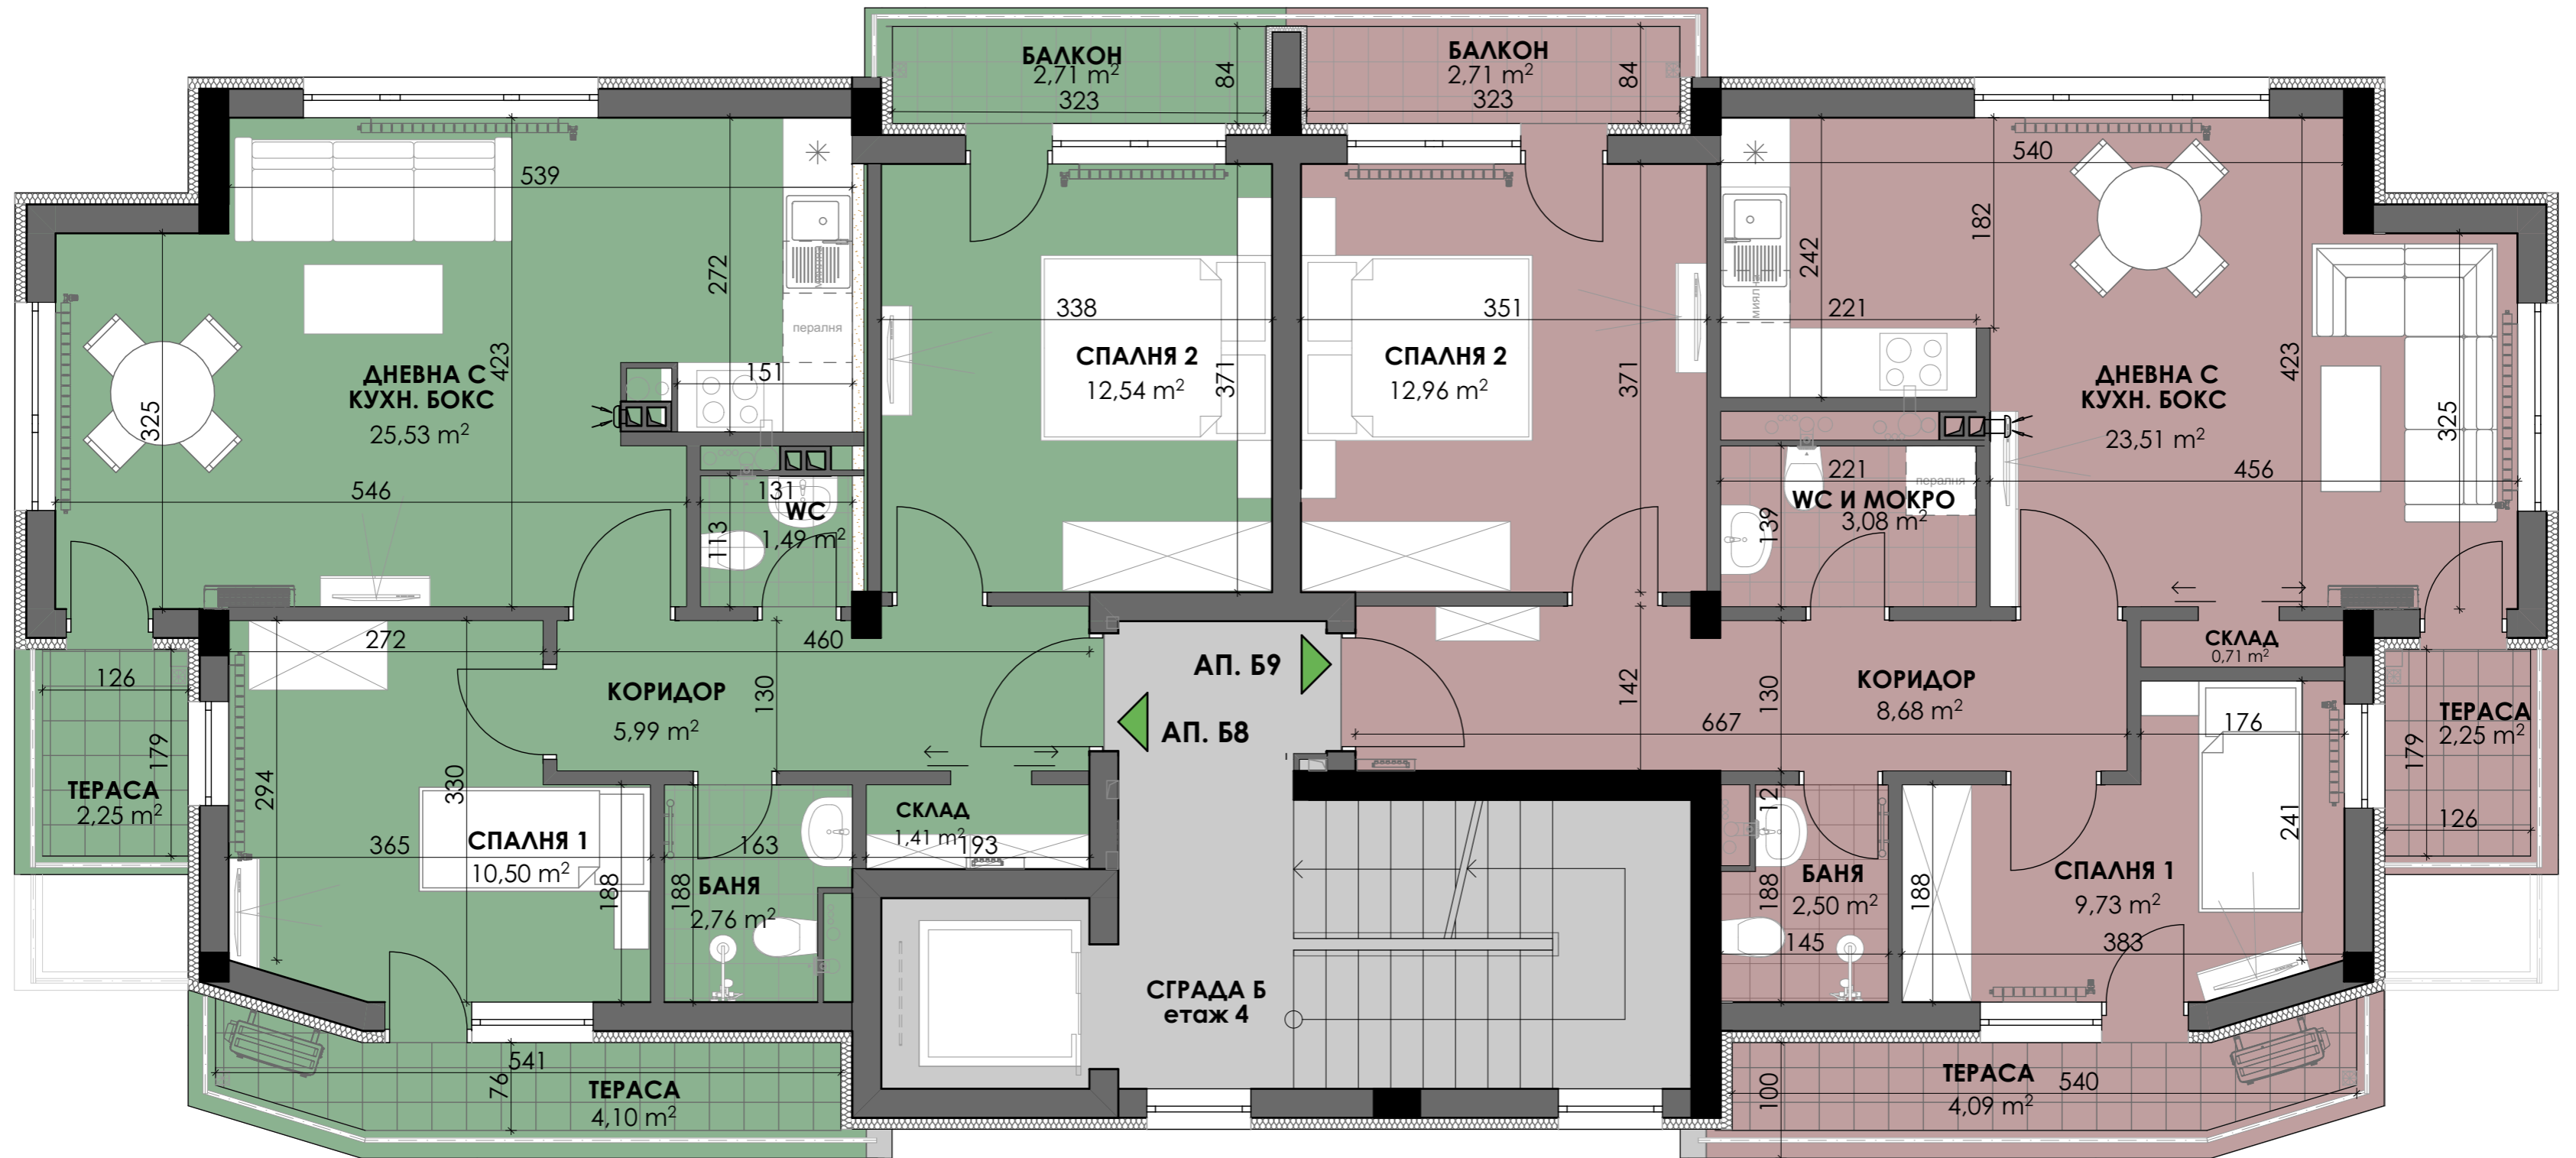 БАЛКОН
2,71 m²
323
84
БАЛКОН
2,71 m²
323
84
539
272
423
325
546
151
пералня
ДНЕВНА С
КУХН. БОКС
25,53 m²
131
WC
113
1,49 m²
338
СПАЛНЯ 2
12,54 m²
371
351
СПАЛНЯ 2
12,96 m²
371
540
182
242
221
423
325
456
ДНЕВНА С
КУХН. БОКС
23,51 m²
221
пералня
WC И МОКРО
3,08 m²
139
272
460
126
179
ТЕРАСА
2,25 m²
294
330
365
188
СПАЛНЯ 1
10,50 m²
КОРИДОР
5,99 m²
130
163
188
БАНЯ
2,76 m²
СКЛАД
1,41 m²
193
АП. Б9
АП. Б8
142
130
667
КОРИДОР
8,68 m²
СКЛАД
0,71 m²
176
241
ТЕРАСА
2,25 m²
179
126
12
188
БАНЯ
2,50 m²
145
188
СПАЛНЯ 1
9,73 m²
383
СГРАДА Б
етаж 4
541
76
ТЕРАСА
4,10 m²
100
ТЕРАСА
540
4,09 m²